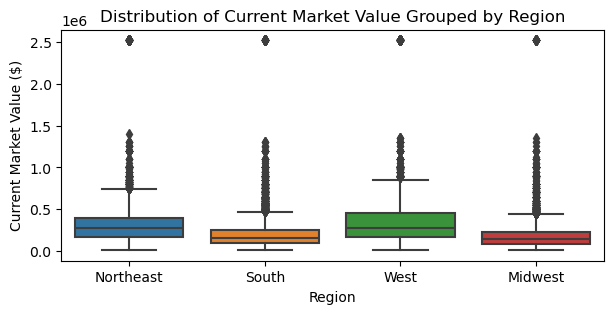 Distribution of Current Market Value Grouped by Region
1e6
2.5
2.0
1.5
1.0
0.5
0.0
Current Market Value ($)
Northeast South West Midwest
Region